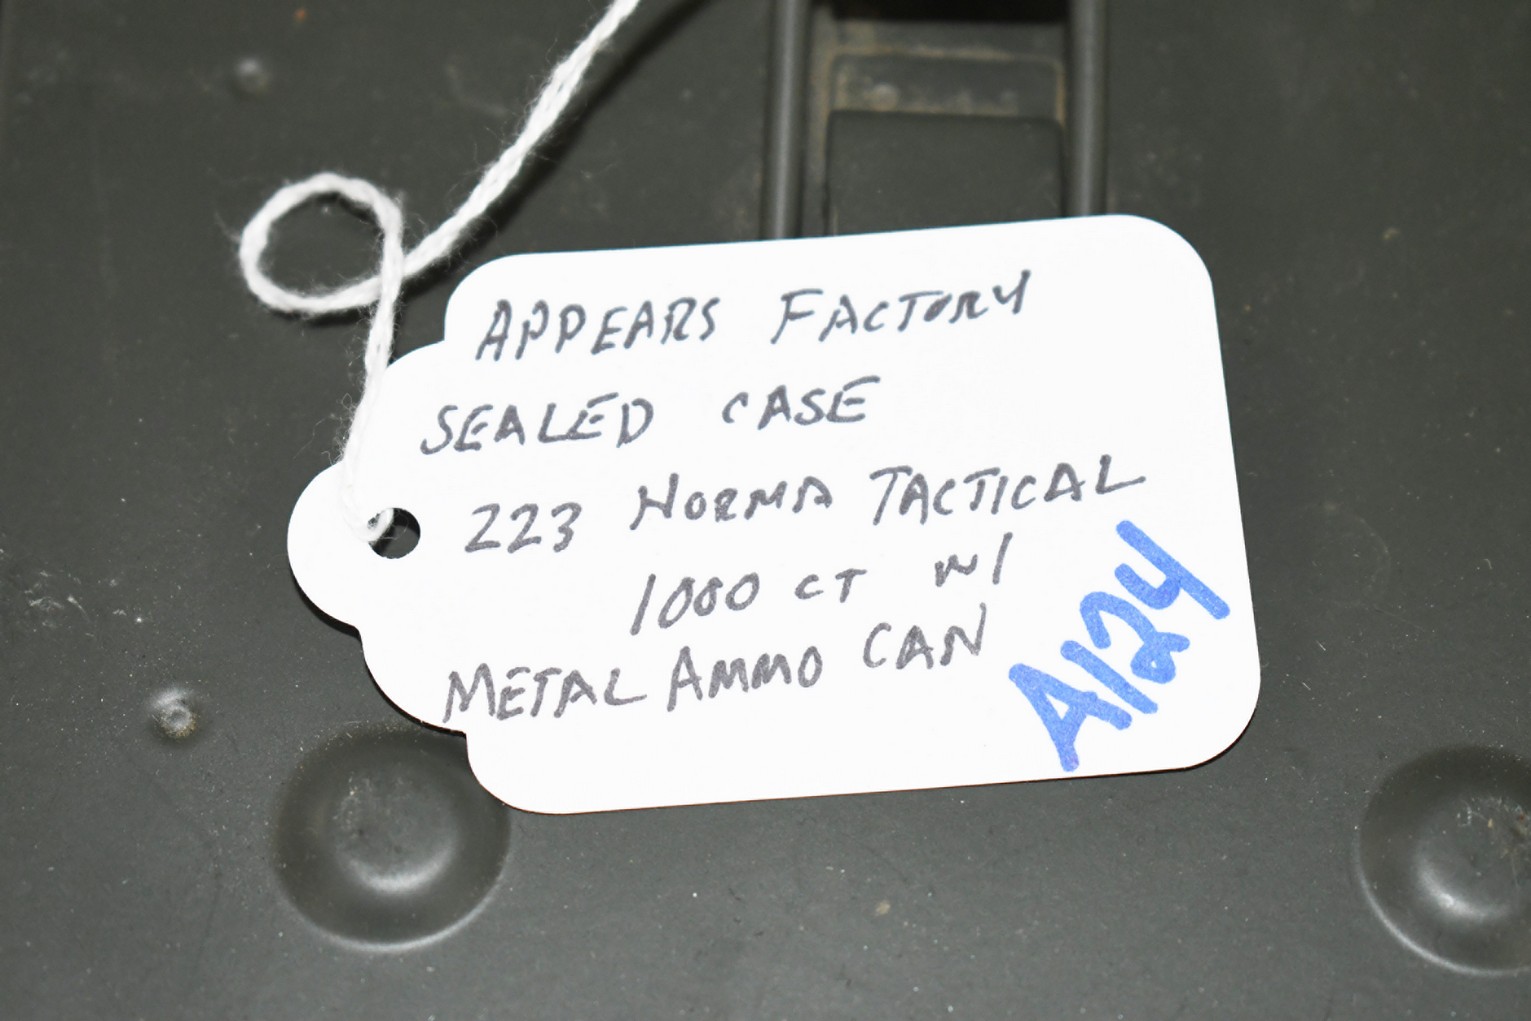 APPEARS FACTORY
SEALED CASE
223 NORMA TACTICAL
1000 CT W/
METAL AMMO CAN
A124